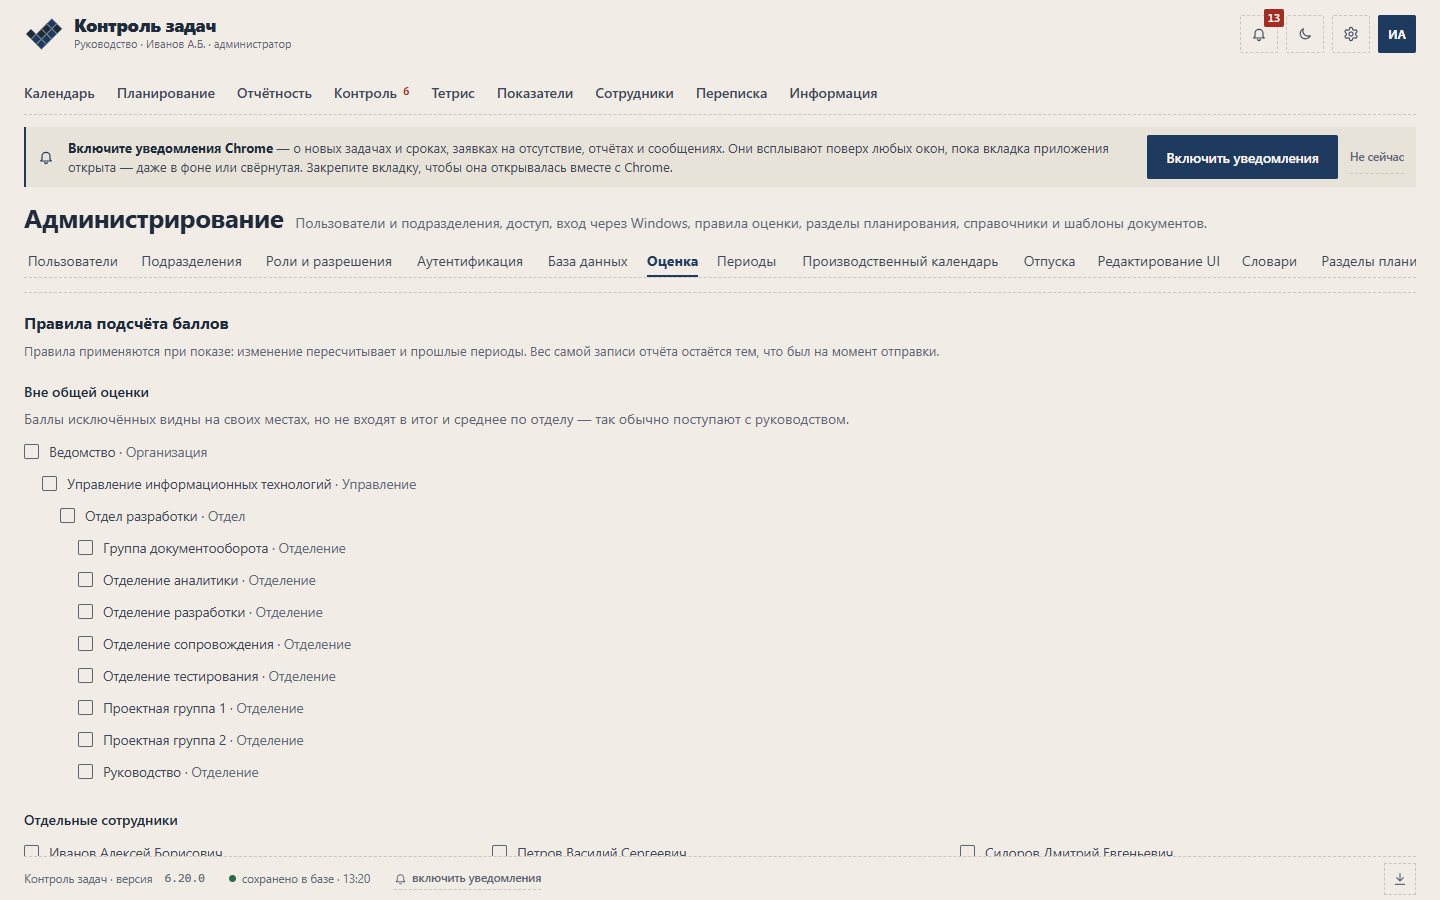 Контроль задач
Руководство · Иванов А.Б. · администратор
13
ИА
Календарь Планирование Отчётность Контроль 6 Тетрис Показатели Сотрудники Переписка Информация
Включите уведомления Chrome — о новых задачах и сроках, заявках на отсутствие, отчётах и сообщениях. Они всплывают поверх любых окон, пока вкладка приложения
открыта — даже в фоне или свёрнутая. Закрепите вкладку, чтобы она открывалась вместе с Chrome.
Включить уведомления
Не сейчас
Администрирование Пользователи и подразделения, доступ, вход через Windows, правила оценки, разделы планирования, справочники и шаблоны документов.
Пользователи Подразделения Роли и разрешения Аутентификация База данных Оценка Периоды Производственный календарь Отпуска Редактирование UI Словари Разделы плани
Правила подсчёта баллов
Правила применяются при показе: изменение пересчитывает и прошлые периоды. Вес самой записи отчёта остаётся тем, что был на момент отправки.
Вне общей оценки
Баллы исключённых видны на своих местах, но не входят в итог и среднее по отделу — так обычно поступают с руководством.
Ведомство · Организация
Управление информационных технологий · Управление
Отдел разработки · Отдел
Группа документооборота · Отделение
Отделение аналитики · Отделение
Отделение разработки · Отделение
Отделение сопровождения · Отделение
Отделение тестирования · Отделение
Проектная группа 1 · Отделение
Проектная группа 2 · Отделение
Руководство · Отделение
Отдельные сотрудники
Иванов Алексей Борисович Петров Василий Сергеевич Сидоров Дмитрий Евгеньевич
Контроль задач · версия 6.20.0 сохранено в базе · 13:20 включить уведомления